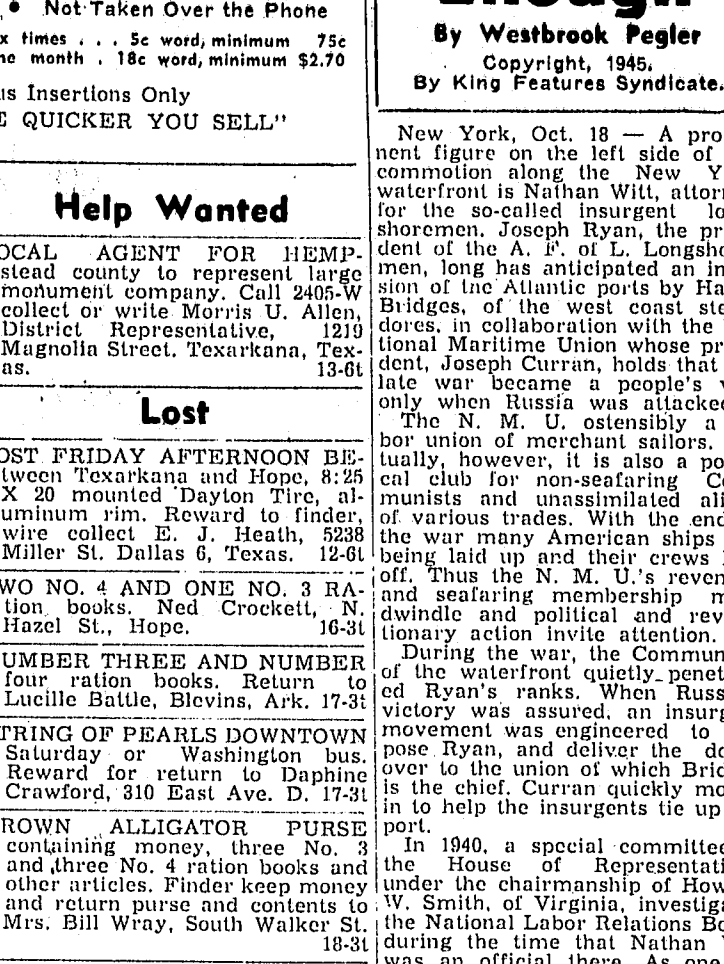 Not Taken Over the Phone
times . . . 5c word, minimum 75c
month . 18c word, minimum $2.70
Insertions Only
QUICKER YOU SELL"
Help Wanted
OCAL AGENT FOR HEMP-
stead county to represent large
monument company. Call 2405-W
collect or write Morris U. Allen,
District Representative, 1219
Magnolia Street. Texarkana, Tex-
as. 13-6t
Lost
OST FRIDAY AFTERNOON BE-
tween Texarkana and Hope, 8:25
X 20 mounted Dayton Tire, al-
uminum rim. Reward to finder,
wire collect E. J. Heath, 5238
Miller St. Dallas 6, Texas. 12-6t
WO NO. 4 AND ONE NO. 3 RA-
tion books. Ned Crockett, N.
Hazel St., Hope. 16-3t
UMBER THREE AND NUMBER
four ration books. Return to
Lucille Battle, Blevins, Ark. 17-3t
TRING OF PEARLS DOWNTOWN
Saturday or Washington bus.
Reward for return to Daphine
Crawford, 310 East Ave. D. 17-3t
ROWN ALLIGATOR PURSE
containing money, three No. 3
and three No. 4 ration books and
other articles. Finder keep money
and return purse and contents to
Mrs. Bill Wray, South Walker St.
18-3t
By Westbrook Pegler
Copyright, 1945.
By King Features Syndicate.
New York, Oct. 18 — A pro
nent figure on the left side of
commotion along the New Y
waterfront is Nathan Witt, attor
for the so-called insurgent lo
shoremen. Joseph Ryan, the pr
dent of the A. F. of L. Longsho
men, long has anticipated an in
sion of the Atlantic ports by Ha
Bridges, of the west coast ste
dores, in collaboration with the
tional Maritime Union whose pr
dent, Joseph Curran, holds that
late war became a people's
only when Russia was attacked
The N. M. U. ostensibly a
bor union of merchant sailors.
tually, however, it is also a po
cal club for non-seafaring Co
munists and unassimilated ali
of various trades. With the end
the war many American ships
being laid up and their crews
off. Thus the N. M. U.'s reven
and seafaring membership m
dwindle and political and rev
tionary action invite attention.
During the war, the Commun
of the waterfront quietly penet
ed Ryan's ranks. When Russ
victory was assured, an insurg
movement was engineered to
pose Ryan, and deliver the do
over to the union of which Brid
is the chief. Curran quickly mo
in to help the insurgents tie up
port.
In 1940, a special committee
the House of Representati
under the chairmanship of How
W. Smith, of Virginia, investiga
the National Labor Relations Bo
during the time that Nathan
was an official there. As one